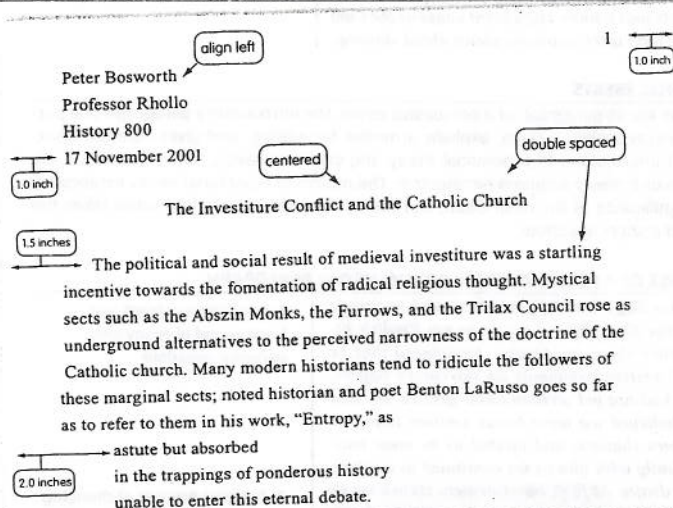 align left
1
1.0 inch
Peter Bosworth
Professor Rhollo
History 800
17 November 2001
1.0 inch
centered
double spaced
The Investiture Conflict and the Catholic Church
1.5 inches
The political and social result of medieval investiture was a startling
incentive towards the fomentation of radical religious thought. Mystical
sects such as the Abszin Monks, the Furrows, and the Trilax Council rose as
underground alternatives to the perceived narrowness of the doctrine of the
Catholic church. Many modern historians tend to ridicule the followers of
these marginal sects; noted historian and poet Benton LaRusso goes so far
as to refer to them in his work, “Entropy,” as
astute but absorbed
in the trappings of ponderous history
2.0 inches
unable to enter this eternal debate.